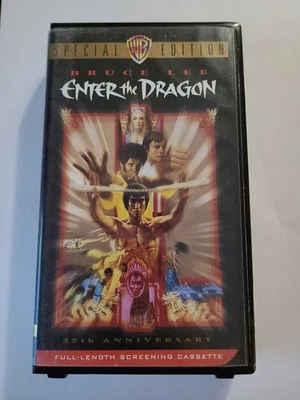 SPECIAL WB EDITION
BRUCE LEE
ENTER the DRAGON
25th ANNIVERSARY
FULL-LENGTH SCREENING CASSETTE